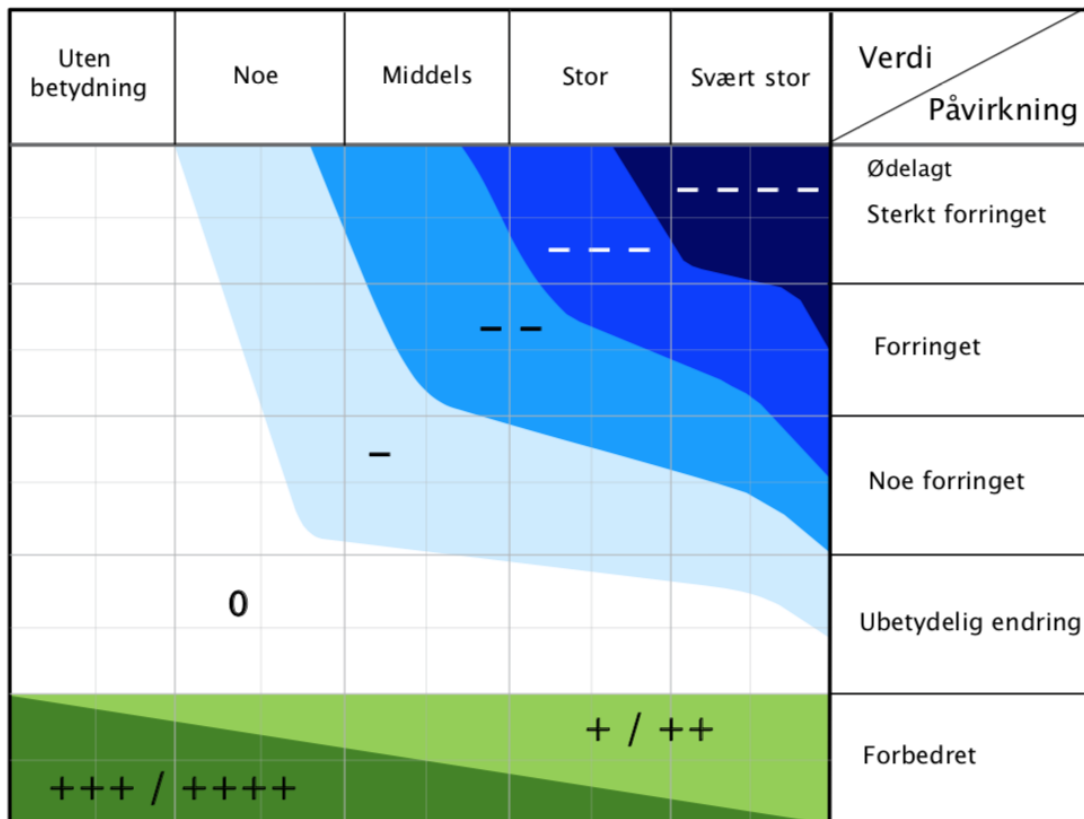 Uten
betydning
Noe
Middels
Stor
Svært stor
Verdi
Påvirkning
Ødelagt
– – – –
Sterkt forringet
– – –
– –
Forringet
–
Noe forringet
0
Ubetydelig endring
+ / ++
Forbedret
+++ / ++++